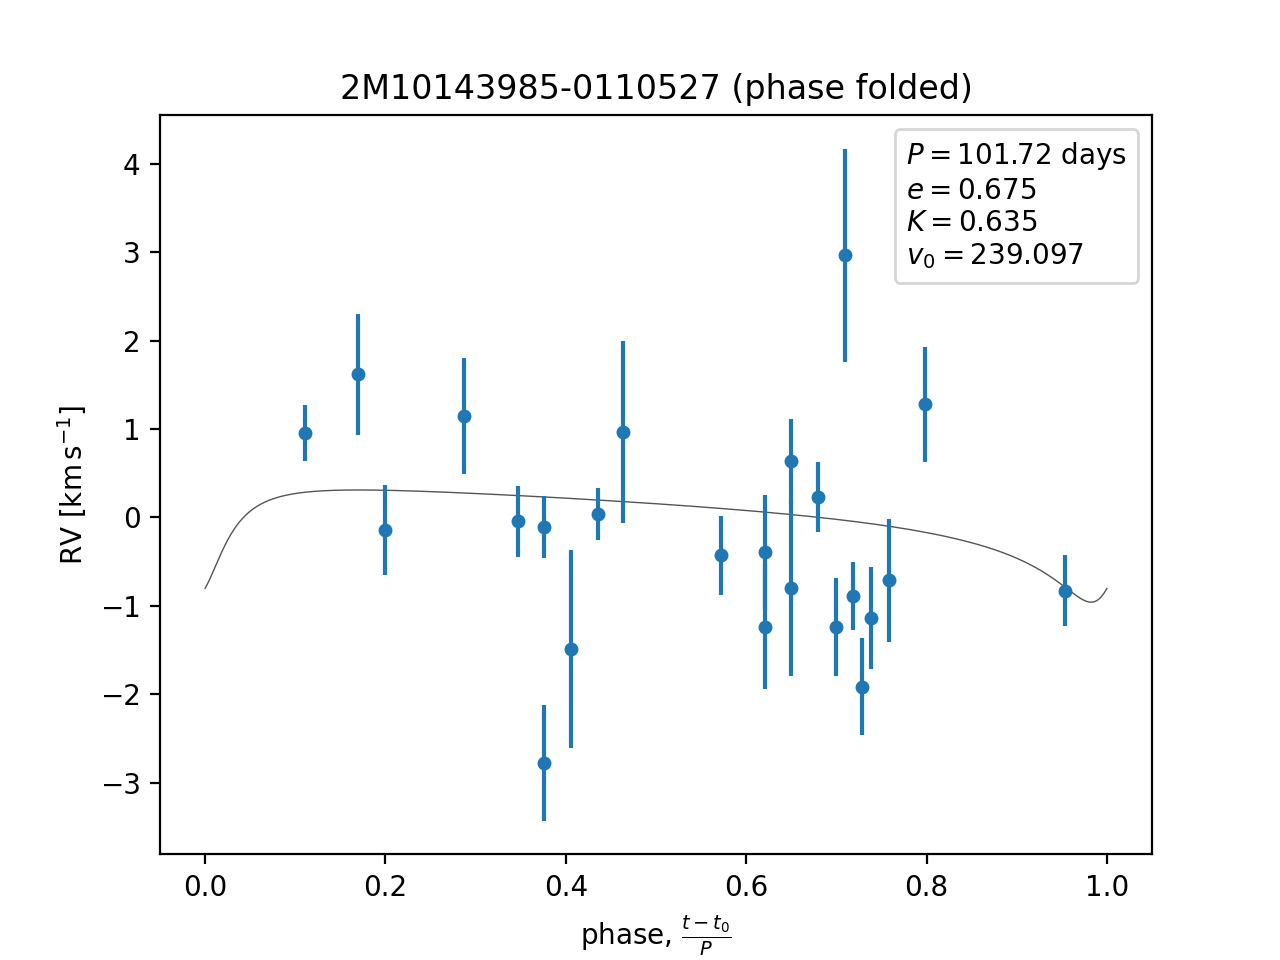 2M10143985-0110527 (phase folded)
P = 101.72 days
e = 0.675
K = 0.635
v₀ = 239.097
RV [km s⁻¹]
4
3
2
1
0
−1
−2
−3
0.0 0.2 0.4 0.6 0.8 1.0
phase, (t − t₀)/P